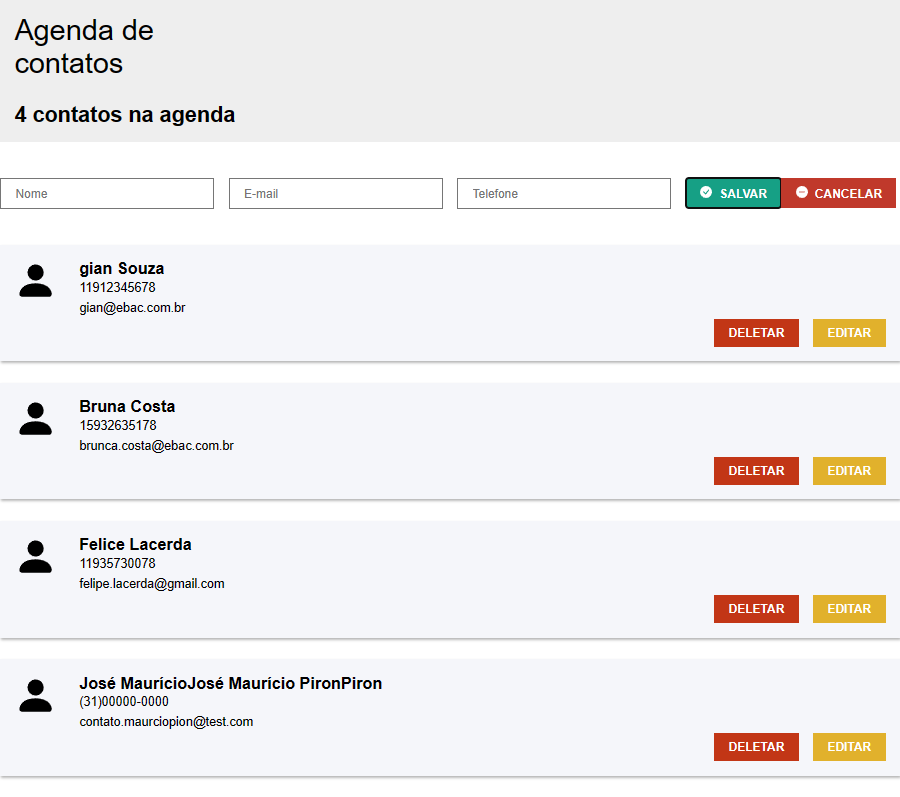 Agenda de
contatos
4 contatos na agenda
Nome E-mail Telefone SALVAR CANCELAR
gian Souza
11912345678
gian@ebac.com.br
DELETAR EDITAR
Bruna Costa
15932635178
brunca.costa@ebac.com.br
DELETAR EDITAR
Felice Lacerda
11935730078
felipe.lacerda@gmail.com
DELETAR EDITAR
José MaurícioJosé Maurício PironPiron
(31)00000-0000
contato.maurciopion@test.com
DELETAR EDITAR